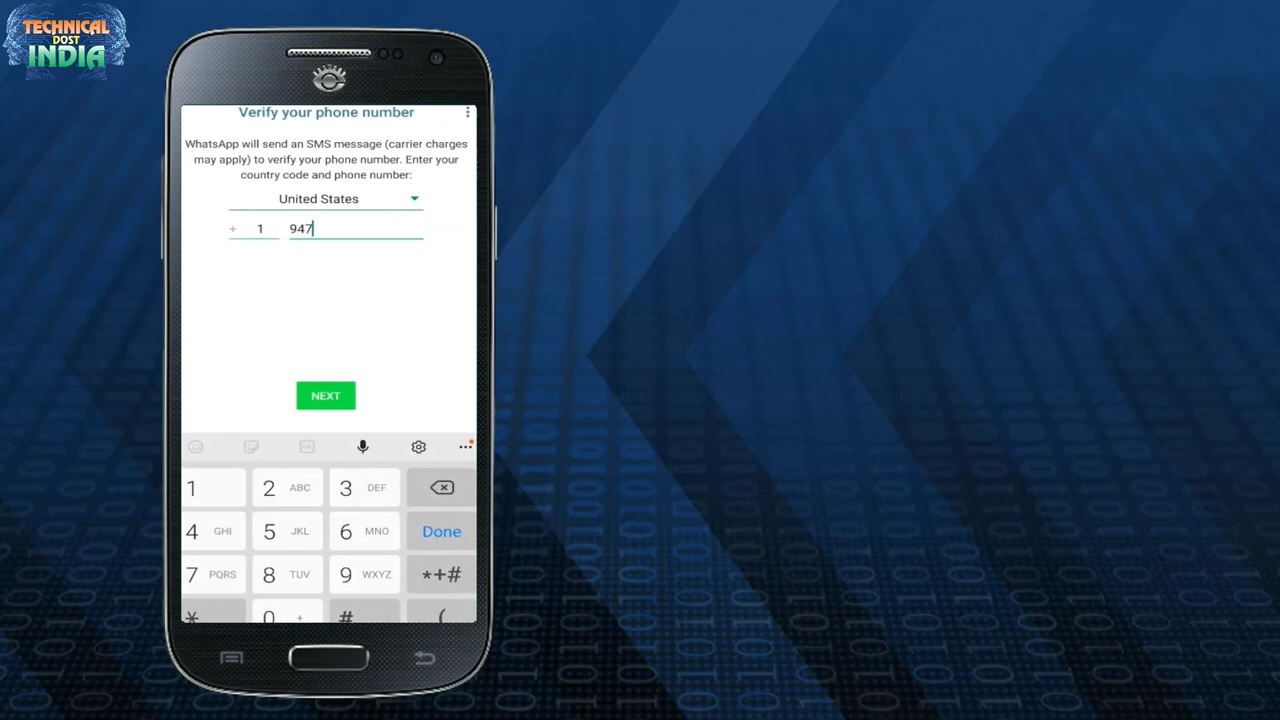 TECHNICAL
DOST
INDIA
Verify your phone number
WhatsApp will send an SMS message (carrier charges
may apply) to verify your phone number. Enter your
country code and phone number:
United States
+ 1 947
NEXT
1 2 ABC 3 DEF
4 GHI 5 JKL 6 MNO Done
7 PQRS 8 TUV 9 WXYZ *+#
* 0 + # (